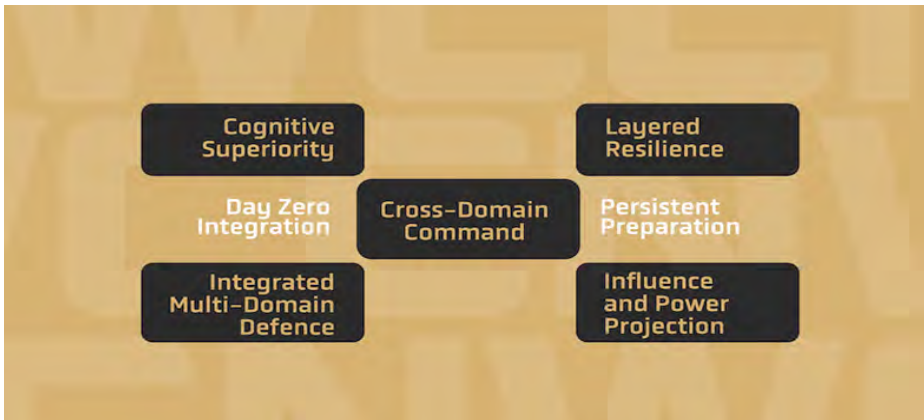 Cognitive
Superiority
Layered
Resilience
Day Zero
Integration
Cross-Domain
Command
Persistent
Preparation
Integrated
Multi-Domain
Defence
Influence
and Power
Projection